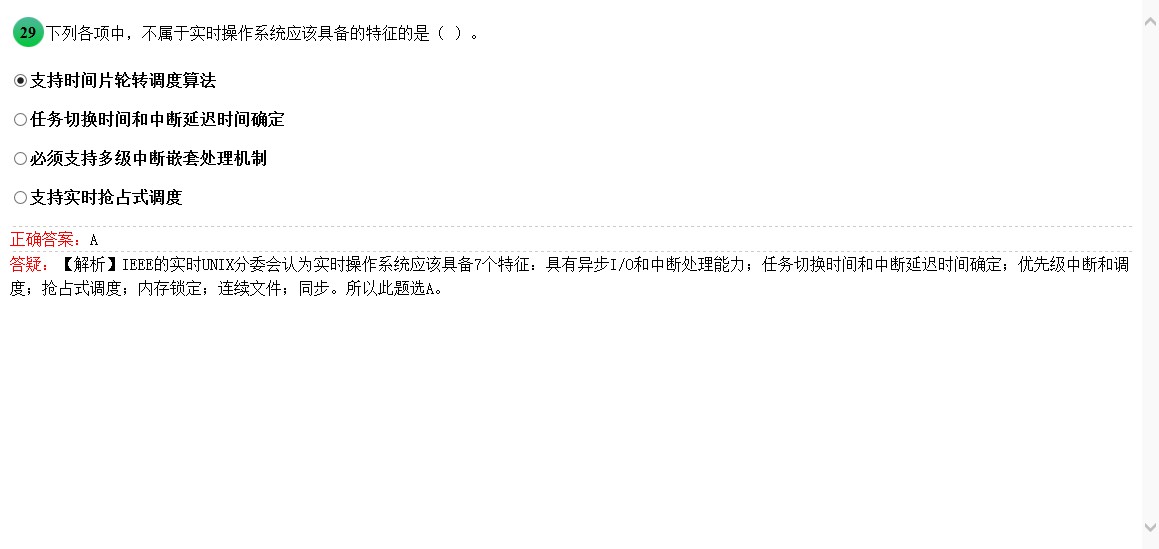 29 下列各项中，不属于实时操作系统应该具备的特征的是（ ）。
支持时间片轮转调度算法
任务切换时间和中断延迟时间确定
必须支持多级中断嵌套处理机制
支持实时抢占式调度
正确答案：A
答疑：【解析】IEEE的实时UNIX分委会认为实时操作系统应该具备7个特征：具有异步I/O和中断处理能力；任务切换时间和中断延迟时间确定；优先级中断和调
度；抢占式调度；内存锁定；连续文件；同步。所以此题选A。